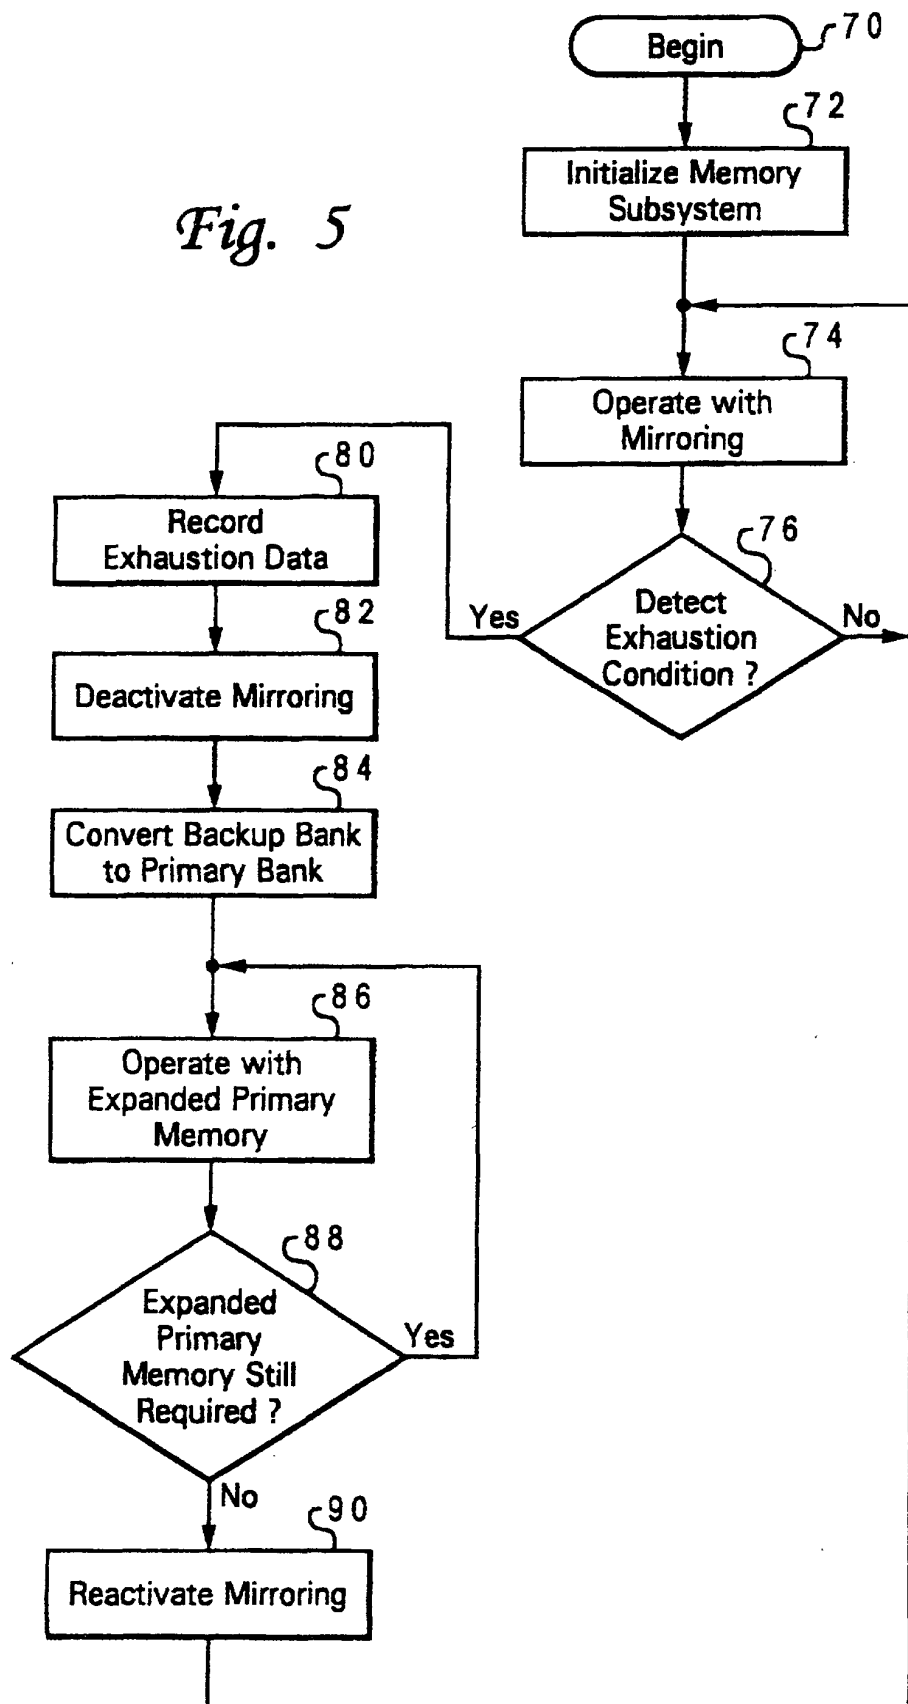 Fig. 5
Begin
70
72
Initialize Memory
Subsystem
74
Operate with
Mirroring
76
Detect
Exhaustion
Condition ?
Yes
No
80
Record
Exhaustion Data
82
Deactivate Mirroring
84
Convert Backup Bank
to Primary Bank
86
Operate with
Expanded Primary
Memory
88
Expanded
Primary
Memory Still
Required ?
Yes
No
90
Reactivate Mirroring